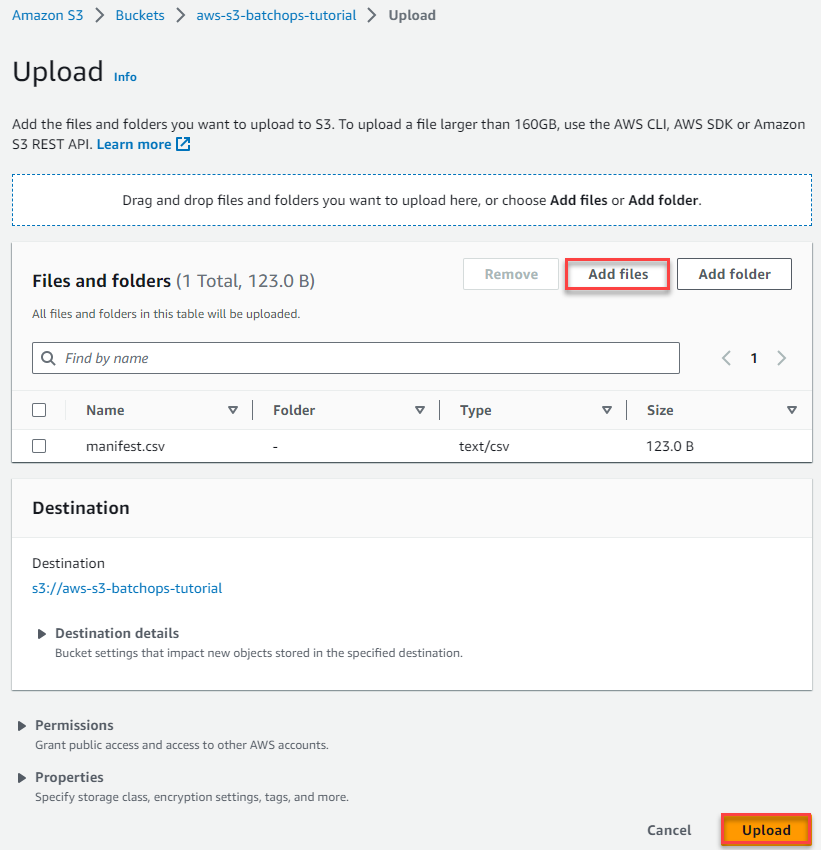 Amazon S3 > Buckets > aws-s3-batchops-tutorial > Upload
Upload Info
Add the files and folders you want to upload to S3. To upload a file larger than 160GB, use the AWS CLI, AWS SDK or Amazon
S3 REST API. Learn more
Drag and drop files and folders you want to upload here, or choose Add files or Add folder.
Files and folders (1 Total, 123.0 B) Remove Add files Add folder
All files and folders in this table will be uploaded.
Find by name < 1 >
Name Folder Type Size
manifest.csv - text/csv 123.0 B
Destination
Destination
s3://aws-s3-batchops-tutorial
Destination details
Bucket settings that impact new objects stored in the specified destination.
Permissions
Grant public access and access to other AWS accounts.
Properties
Specify storage class, encryption settings, tags, and more.
Cancel Upload